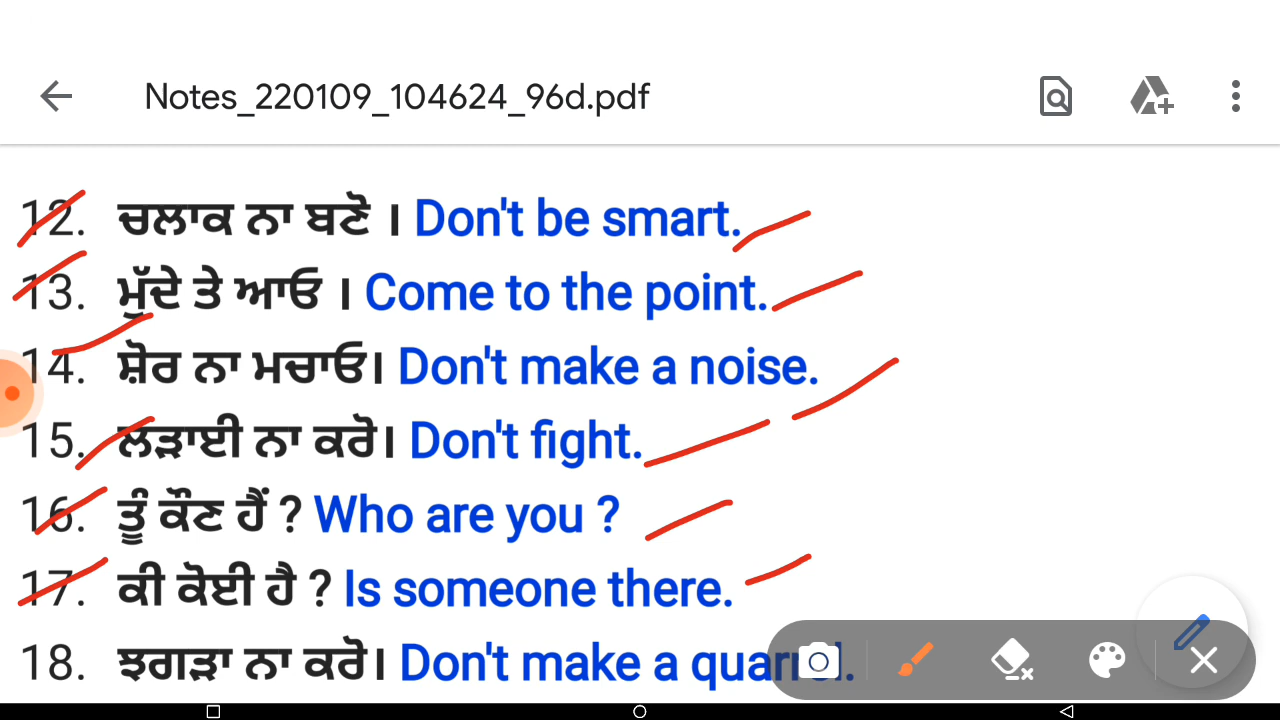 Notes_220109_104624_96d.pdf
12. ਚਲਾਕ ਨਾ ਬਣੋ । Don't be smart.
13. ਮੁੱਦੇ ਤੇ ਆਓ । Come to the point.
14. ਸ਼ੋਰ ਨਾ ਮਚਾਓ। Don't make a noise.
15. ਲੜਾਈ ਨਾ ਕਰੋ। Don't fight.
16. ਤੂੰ ਕੌਣ ਹੈਂ ? Who are you ?
17. ਕੀ ਕੋਈ ਹੈ ? Is someone there.
18. ਝਗੜਾ ਨਾ ਕਰੋ। Don't make a